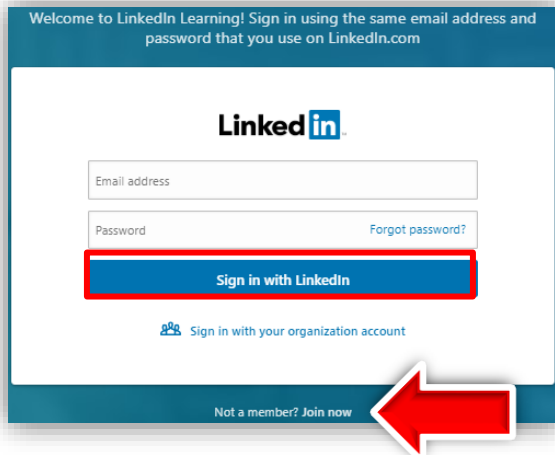 Welcome to LinkedIn Learning! Sign in using the same email address and
password that you use on LinkedIn.com
Linked in
Email address
Password Forgot password?
Sign in with LinkedIn
Sign in with your organization account
Not a member? Join now